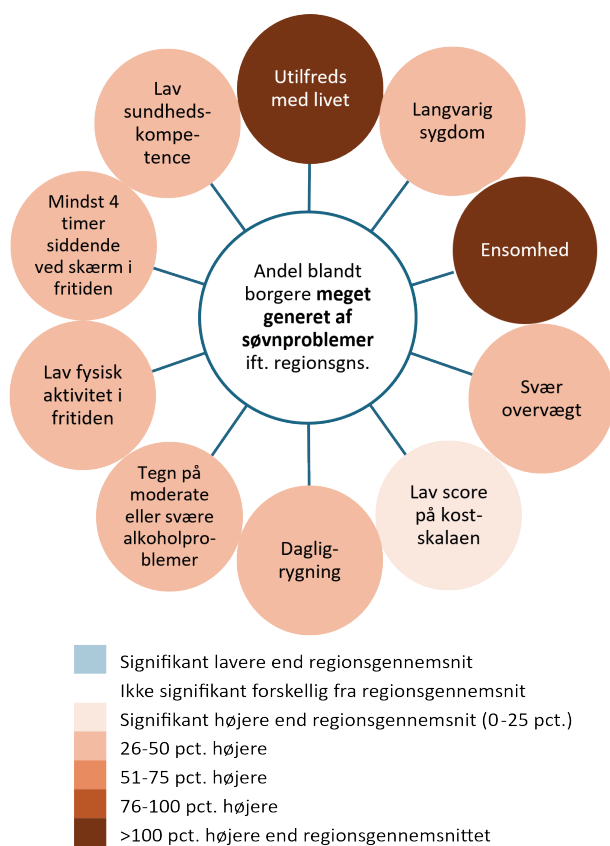 Utilfreds
med livet
Langvarig
sygdom
Ensomhed
Svær
overvægt
Lav score
på kost-
skalaen
Daglig-
rygning
Tegn på
moderate
eller svære
alkoholpro-
blemer
Lav fysisk
aktivitet i
fritiden
Mindst 4
timer
siddende
ved skærm i
fritiden
Lav
sundheds-
kompe-
tence
Andel blandt
borgere meget
generet af
søvnproblemer
ift. regionsgns.
Signifikant lavere end regionsgennemsnit
Ikke signifikant forskellig fra regionsgennemsnit
Signifikant højere end regionsgennemsnit (0-25 pct.)
26-50 pct. højere
51-75 pct. højere
76-100 pct. højere
>100 pct. højere end regionsgennemsnittet